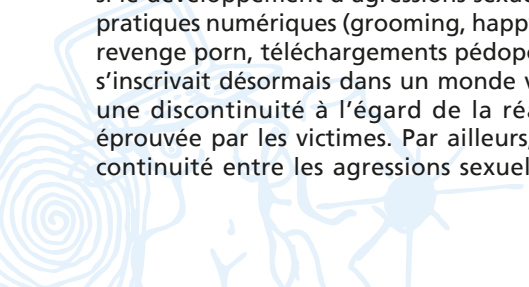 si le développement d'agressions sexue
pratiques numériques (grooming, happ
revenge porn, téléchargements pédopo
s'inscrivait désormais dans un monde v
une discontinuité à l'égard de la réa
éprouvée par les victimes. Par ailleurs,
continuité entre les agressions sexuel